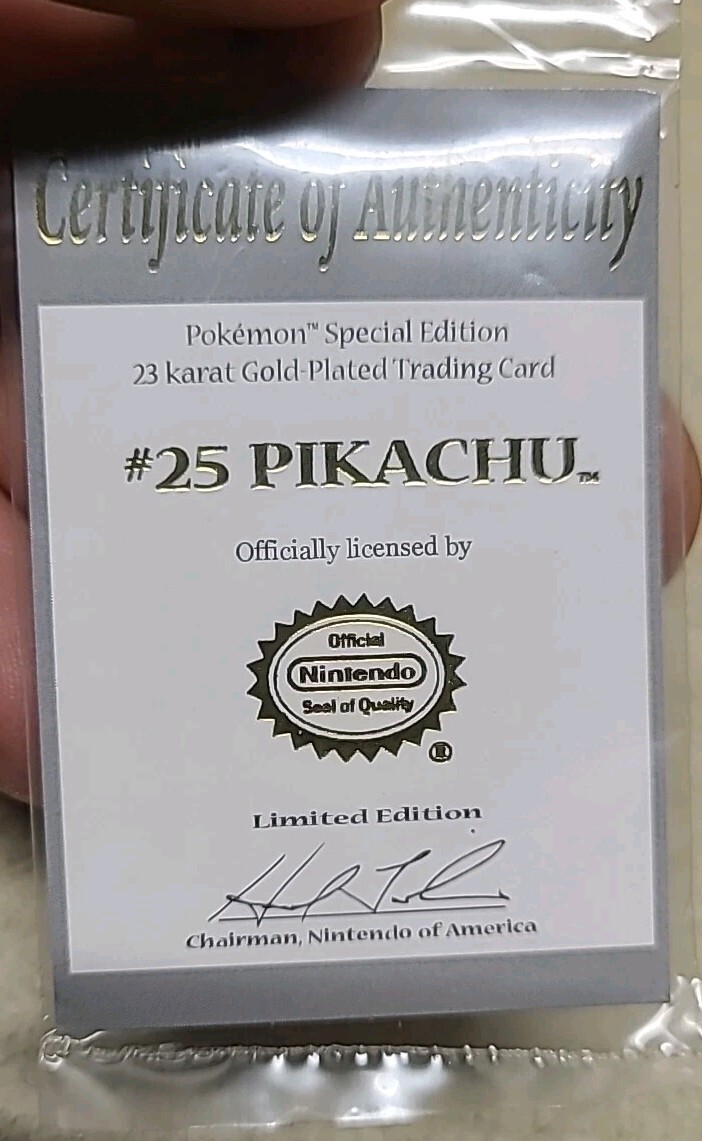 Certificate of Authenticity
Pokémon™ Special Edition
23 karat Gold-Plated Trading Card
#25 PIKACHU™
Officially licensed by
Official
Nintendo
Seal of Quality
®
Limited Edition
Chairman, Nintendo of America